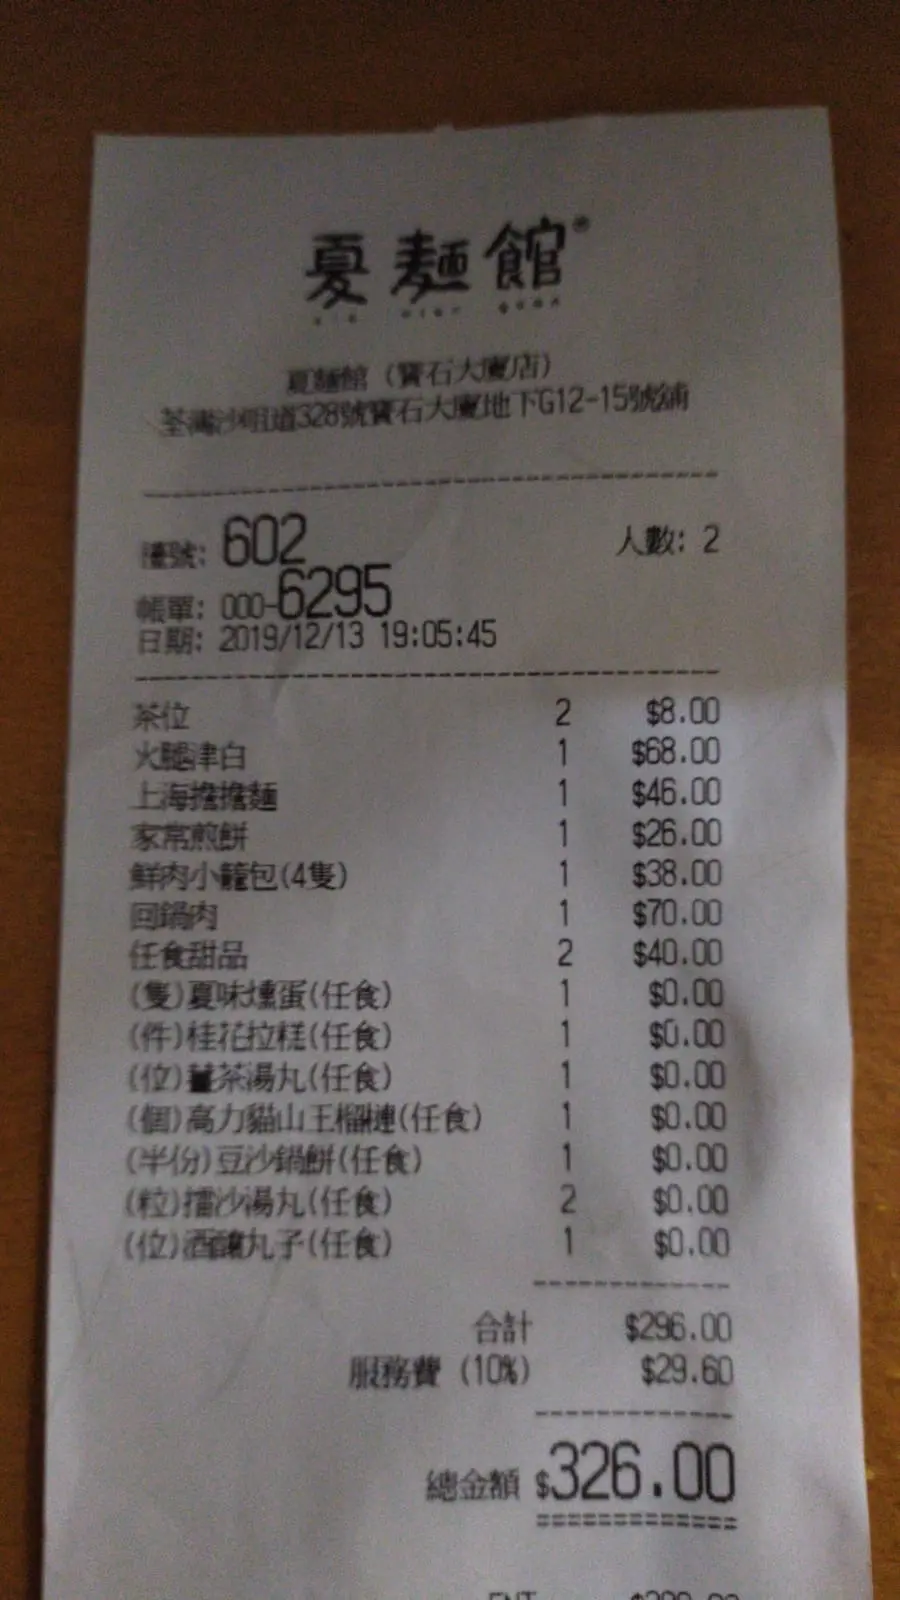 夏麵館®
夏麵館（寶石大廈店）
荃灣沙咀道328號寶石大廈地下G12-15號舖
檯號: 602 人數: 2
帳單: 000-6295
日期: 2019/12/13 19:05:45
茶位 2 $8.00
火腿津白 1 $68.00
上海擔擔麵 1 $46.00
家常煎餅 1 $26.00
鮮肉小籠包(4隻) 1 $38.00
回鍋肉 1 $70.00
任食甜品 2 $40.00
(隻)夏味燻蛋(任食) 1 $0.00
(件)桂花拉糕(任食) 1 $0.00
(位)薑茶湯丸(任食) 1 $0.00
(個)高力貓山王榴槤(任食) 1 $0.00
(半份)豆沙鍋餅(任食) 1 $0.00
(粒)擂沙湯丸(任食) 2 $0.00
(位)酒釀丸子(任食) 1 $0.00
合計 $296.00
服務費 (10%) $29.60
總金額 $326.00